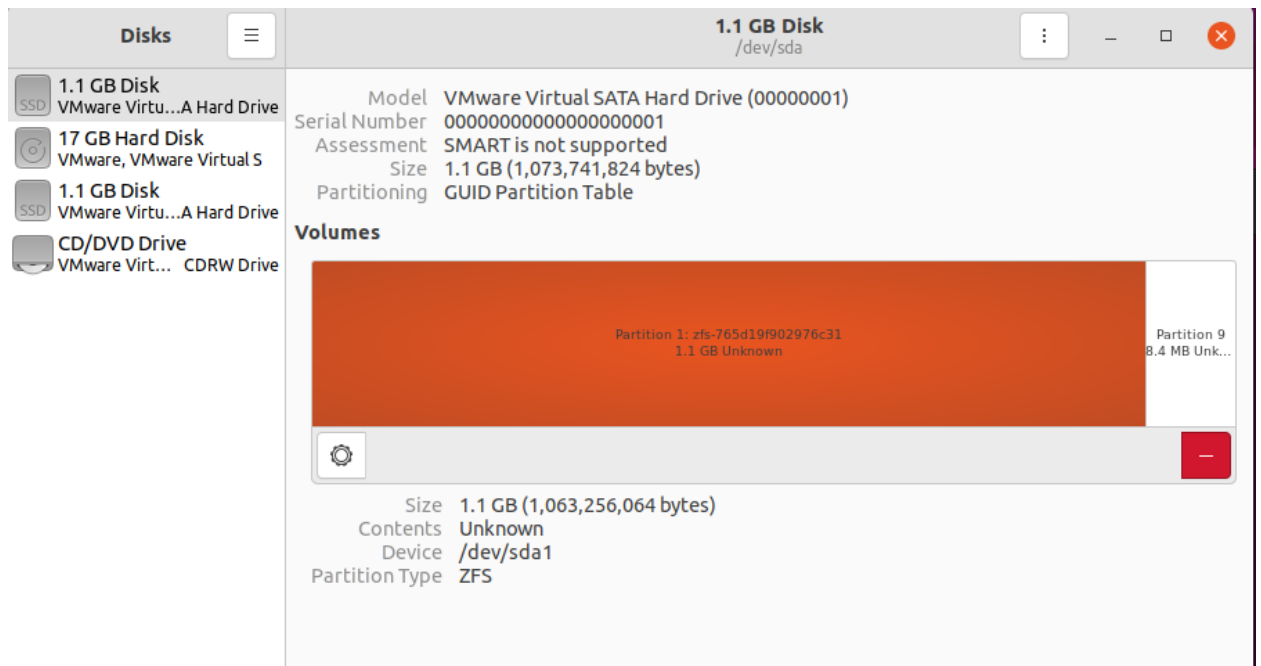 Disks
1.1 GB Disk
/dev/sda
SSD
1.1 GB Disk
VMware Virtu...A Hard Drive
17 GB Hard Disk
VMware, VMware Virtual S
SSD
1.1 GB Disk
VMware Virtu...A Hard Drive
CD/DVD Drive
VMware Virt... CDRW Drive
Model VMware Virtual SATA Hard Drive (00000001)
Serial Number 00000000000000000001
Assessment SMART is not supported
Size 1.1 GB (1,073,741,824 bytes)
Partitioning GUID Partition Table
Volumes
Partition 1: zfs-765d19f902976c31
1.1 GB Unknown
Partition 9
8.4 MB Unk...
Size 1.1 GB (1,063,256,064 bytes)
Contents Unknown
Device /dev/sda1
Partition Type ZFS